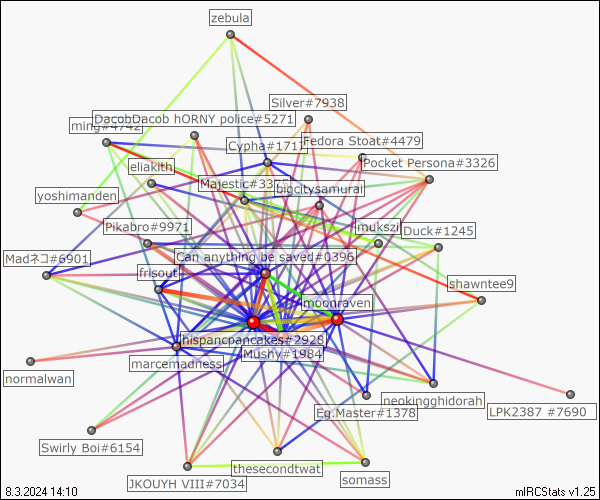 zebula
Silver#7938
DacobDacob hORNY police#5271
ming#4742
Fedora Stoat#4479
Cypha#171
Pocket Persona#3326
eliakith
Majestic#33
bigcitysamurai
yoshimanden
Pikabro#9971
mukszi
Duck#1245
Madネコ#6901
Can anything be saved#0396
frisout
shawntee9
moonraven
hispancpancakes#2928
Mushy#1984
marcemadness
normalwan
neokingghidorah
LPK2387 #7690
Eg.Master#1378
Swirly Boi#6154
thesecondtwat
somass
JKOUYH VIII#7034
8.3.2024 14:10
mIRCStats v1.25